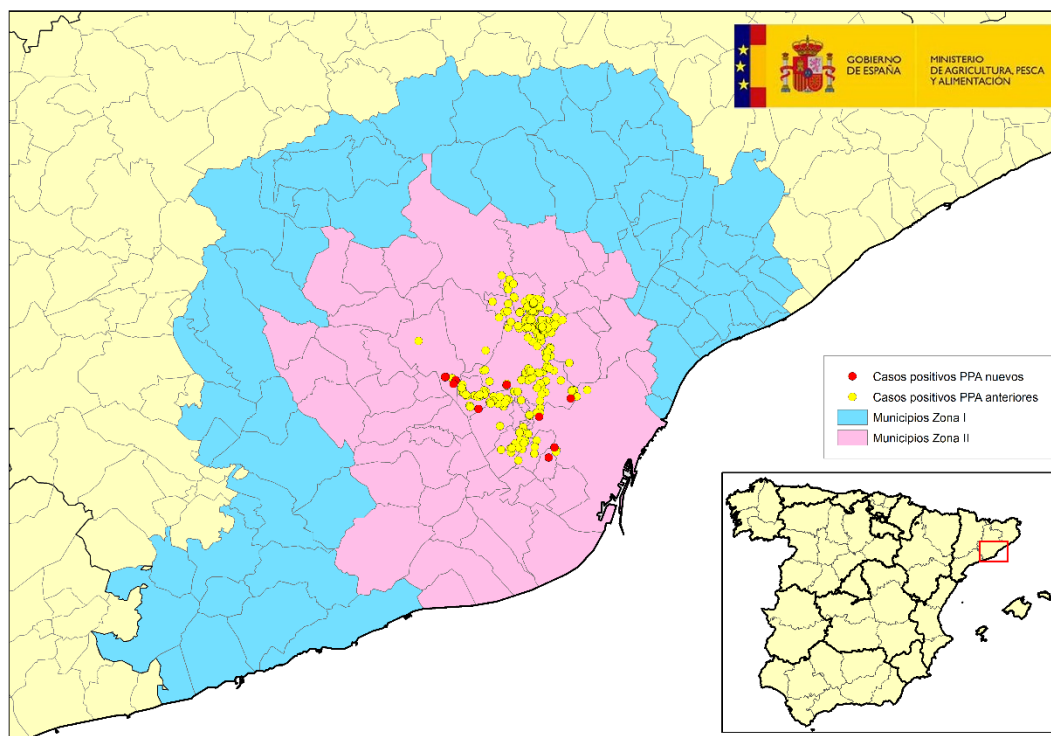 GOBIERNO
DE ESPAÑA
MINISTERIO
DE AGRICULTURA, PESCA
Y ALIMENTACIÓN
Casos positivos PPA nuevos
Casos positivos PPA anteriores
Municipios Zona I
Municipios Zona II